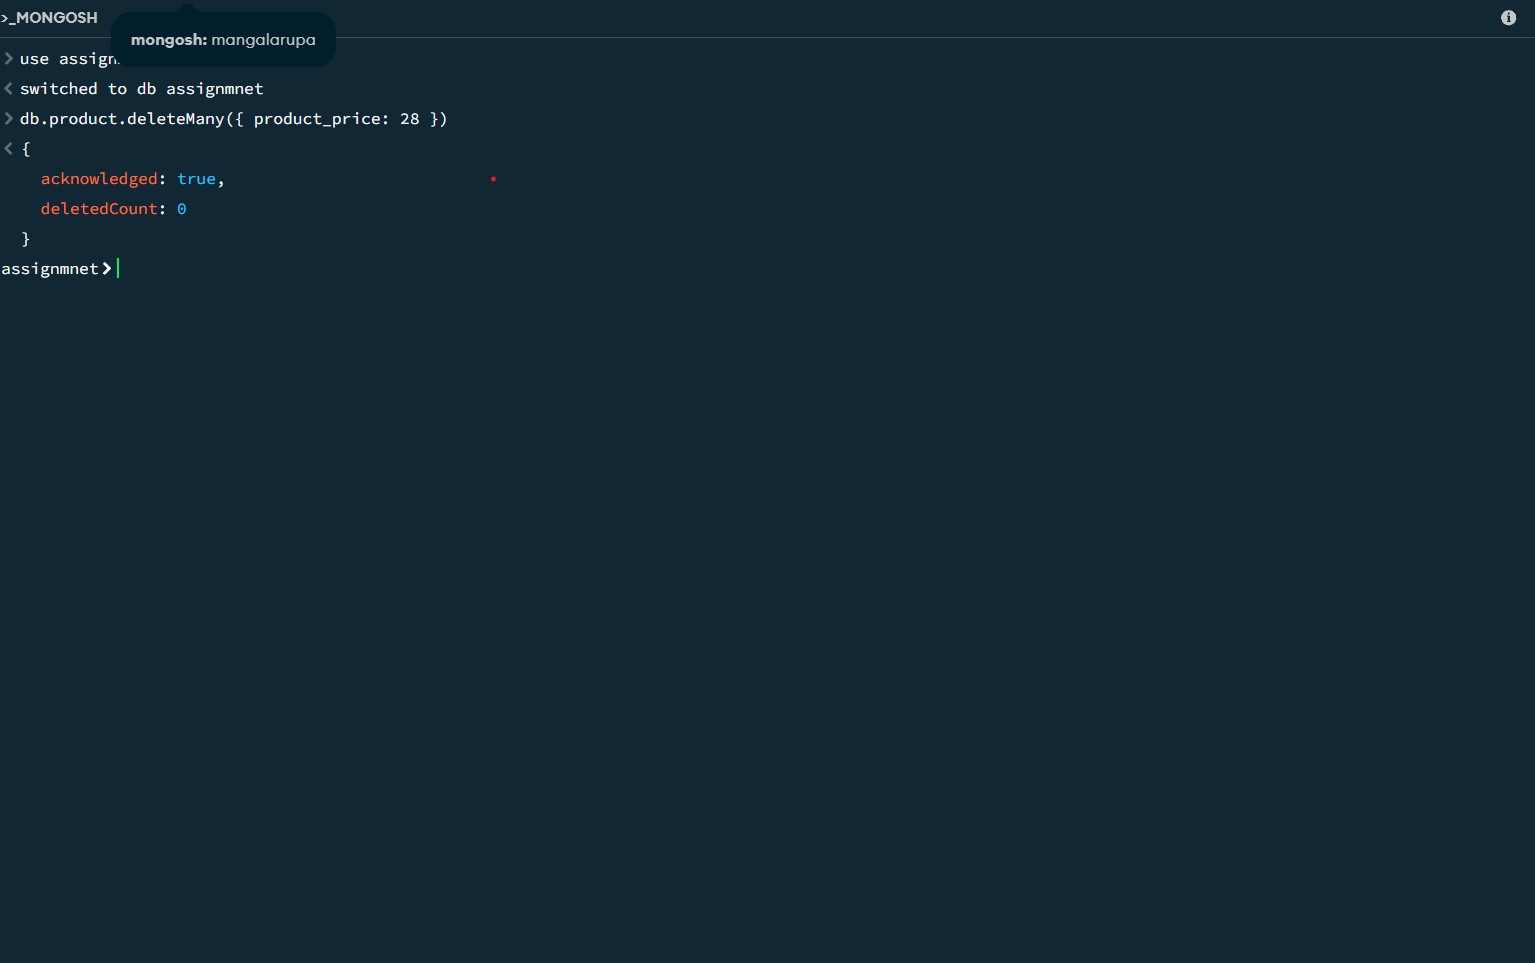 >_MONGOSH
mongosh: mangalarupa
> use assign
< switched to db assignmnet
> db.product.deleteMany({ product_price: 28 })
< {
acknowledged: true,
deletedCount: 0
}
assignmnet>